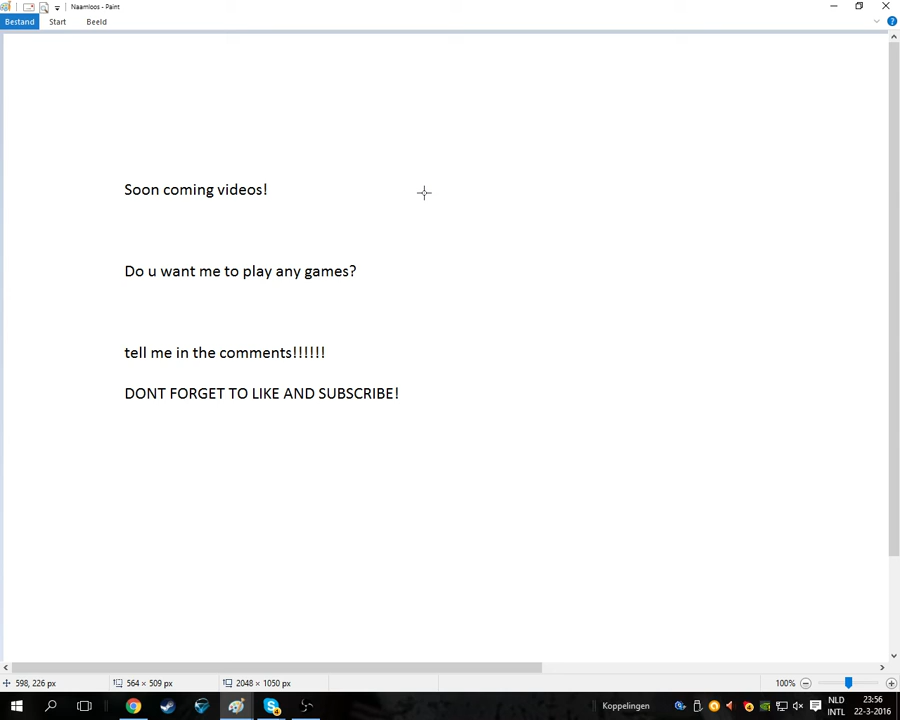 Naamloos - Paint
Bestand Start Beeld
Soon coming videos!
Do u want me to play any games?
tell me in the comments!!!!!!
DONT FORGET TO LIKE AND SUBSCRIBE!
598, 226 px 564 × 509 px 2048 × 1050 px 100%
Koppelingen NLD 23:56
INTL 22-3-2016